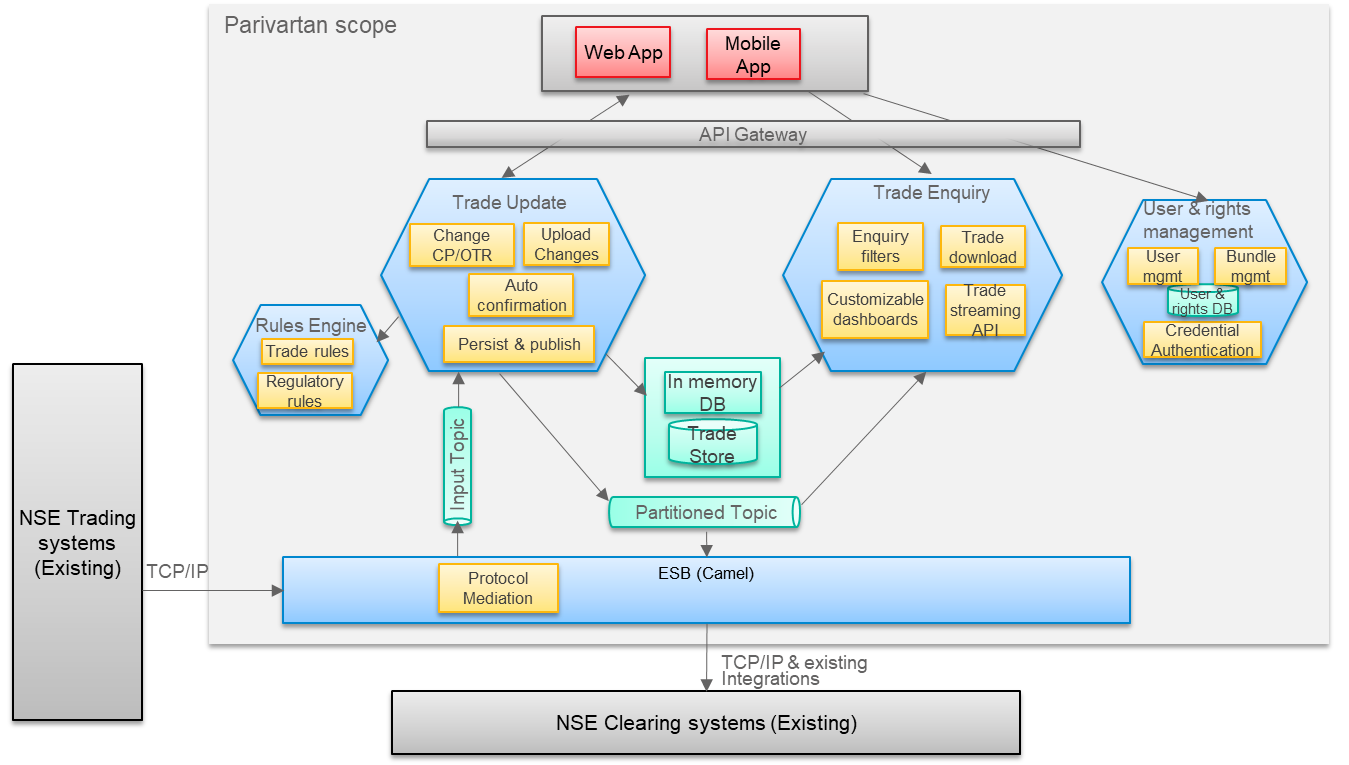 Parivartan scope
Web App
Mobile
App
API Gateway
Trade Update
Change
CP/OTR
Upload
Changes
Auto
confirmation
Persist & publish
Trade Enquiry
Enquiry
filters
Trade
download
Customizable
dashboards
Trade
streaming
API
User & rights
management
User
mgmt
Bundle
mgmt
User &
rights DB
Credential
Authentication
Rules Engine
Trade rules
Regulatory
rules
In memory
DB
Trade
Store
Input Topic
Partitioned Topic
NSE Trading
systems
(Existing)
TCP/IP
ESB (Camel)
Protocol
Mediation
TCP/IP & existing
Integrations
NSE Clearing systems (Existing)